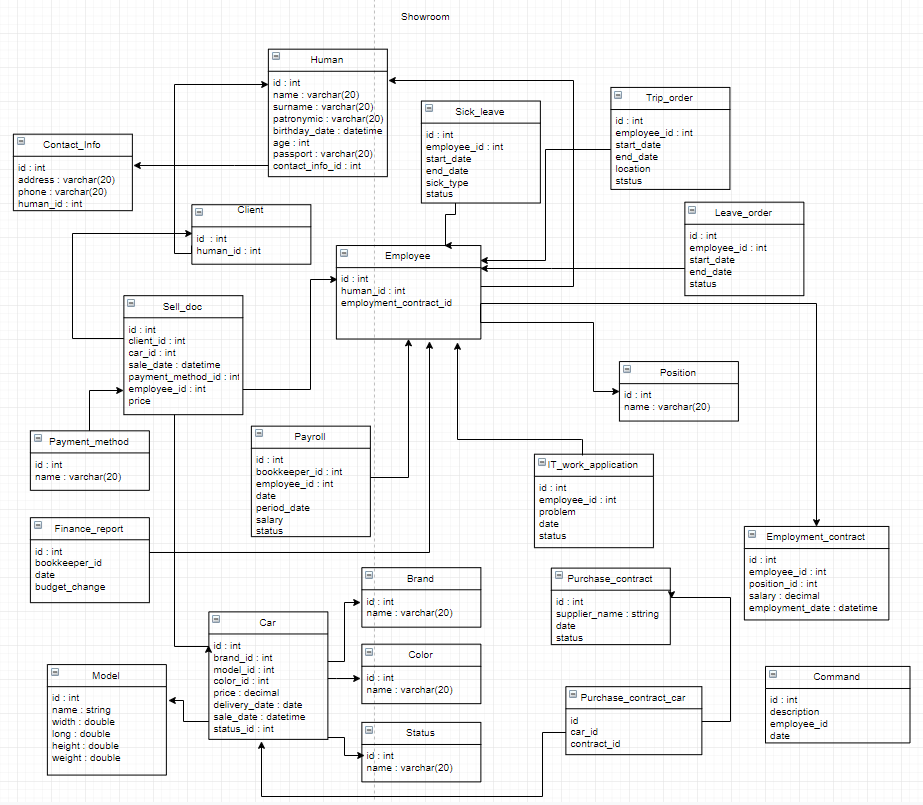 Showroom
Human
id : int
name : varchar(20)
surname : varchar(20)
patronymic : varchar(20)
birthday_date : datetime
age : int
passport : varchar(20)
contact_info_id : int
Sick_leave
id : int
employee_id : int
start_date
end_date
sick_type
status
Trip_order
id : int
employee_id : int
start_date
end_date
location
ststus
Contact_Info
id : int
address : varchar(20)
phone : varchar(20)
human_id : int
Client
id : int
human_id : int
Leave_order
id : int
employee_id : int
start_date
end_date
status
Employee
id : int
human_id : int
employment_contract_id
Sell_doc
id : int
client_id : int
car_id : int
sale_date : datetime
payment_method_id : int
employee_id : int
price
Position
id : int
name : varchar(20)
Payment_method
id : int
name : varchar(20)
Payroll
id : int
bookkeeper_id : int
employee_id : int
date
period_date
salary
status
IT_work_application
id : int
employee_id : int
problem
date
status
Finance_report
id : int
bookkeeper_id
date
budget_change
Employment_contract
id : int
employee_id : int
position_id : int
salary : decimal
employment_date : datetime
Brand
id : int
name : varchar(20)
Purchase_contract
id : int
supplier_name : sttring
date
status
Car
id : int
brand_id : int
model_id : int
color_id : int
price : decimal
delivery_date : date
sale_date : datetime
status_id : int
Color
id : int
name : varchar(20)
Model
id : int
name : string
width : double
long : double
height : double
weight : double
Status
id : int
name : varchar(20)
Purchase_contract_car
id
car_id
contract_id
Command
id : int
description
employee_id
date